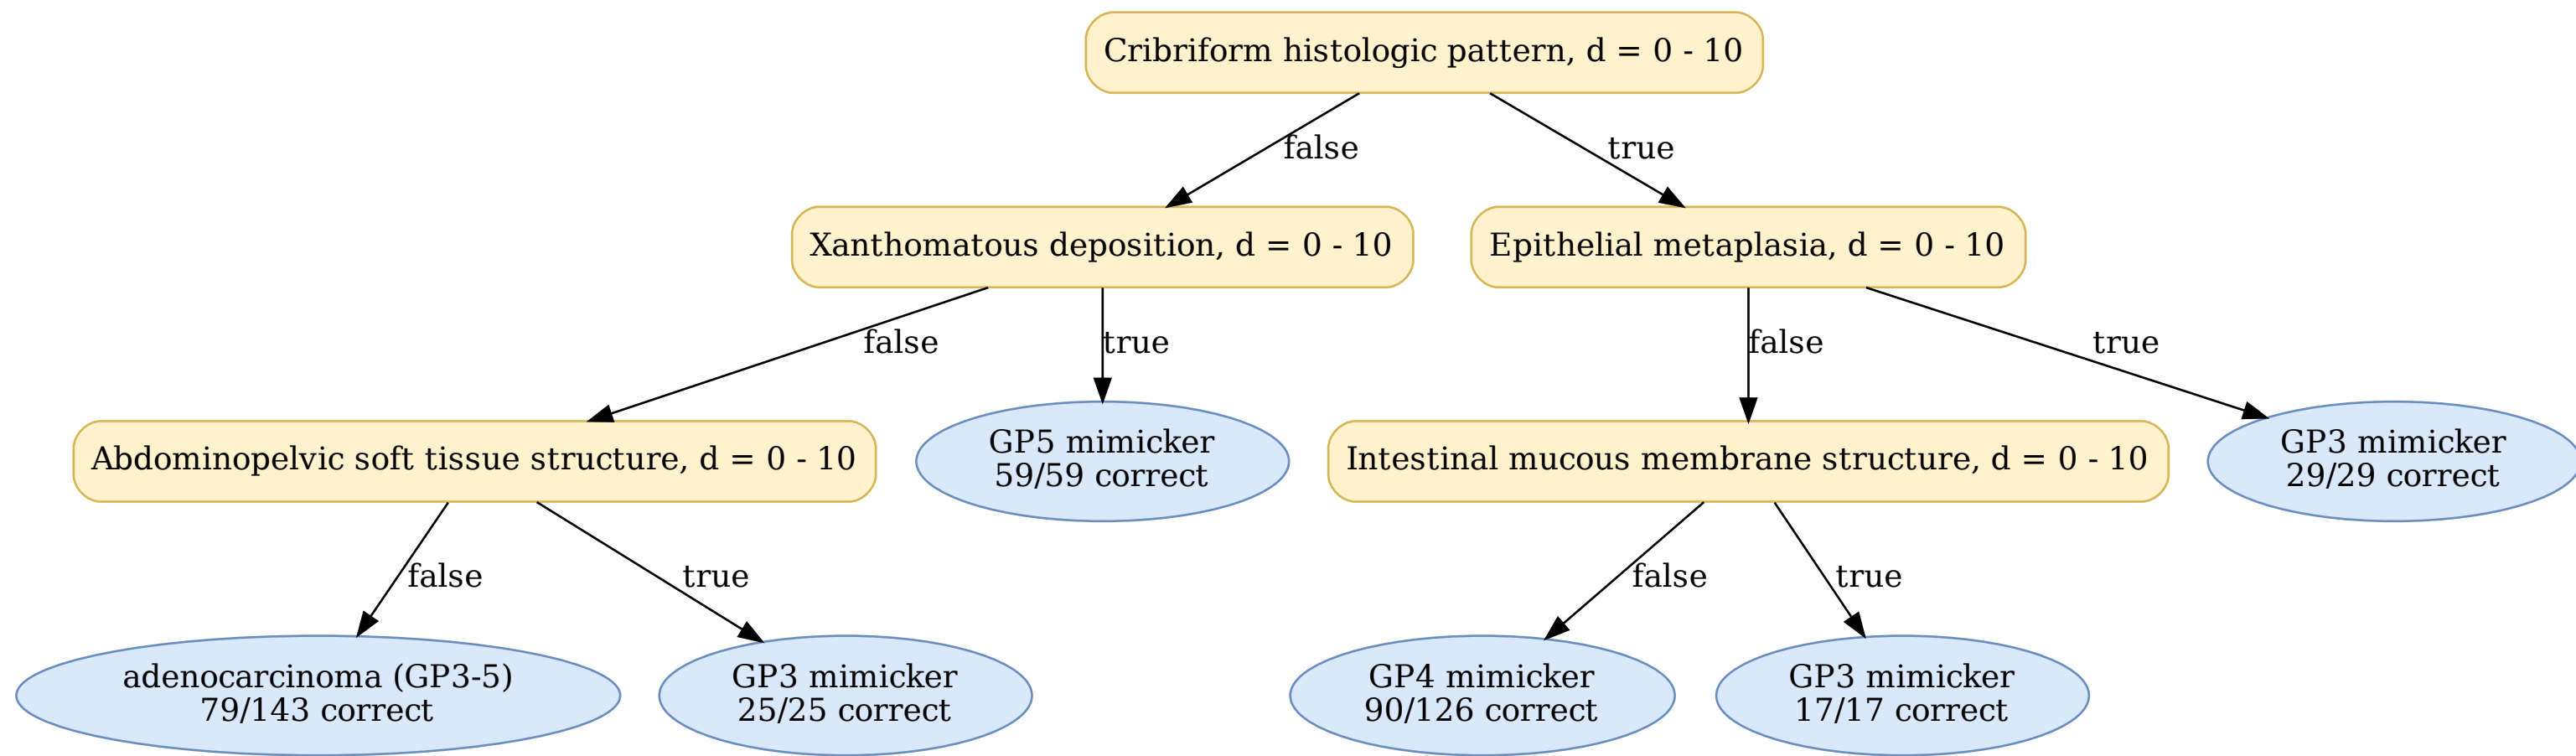 Cribriform histologic pattern, d = 0 - 10
false
true
Xanthomatous deposition, d = 0 - 10
Epithelial metaplasia, d = 0 - 10
false
true
false
true
Abdominopelvic soft tissue structure, d = 0 - 10
GP5 mimicker
59/59 correct
Intestinal mucous membrane structure, d = 0 - 10
GP3 mimicker
29/29 correct
false
true
false
true
adenocarcinoma (GP3-5)
79/143 correct
GP3 mimicker
25/25 correct
GP4 mimicker
90/126 correct
GP3 mimicker
17/17 correct